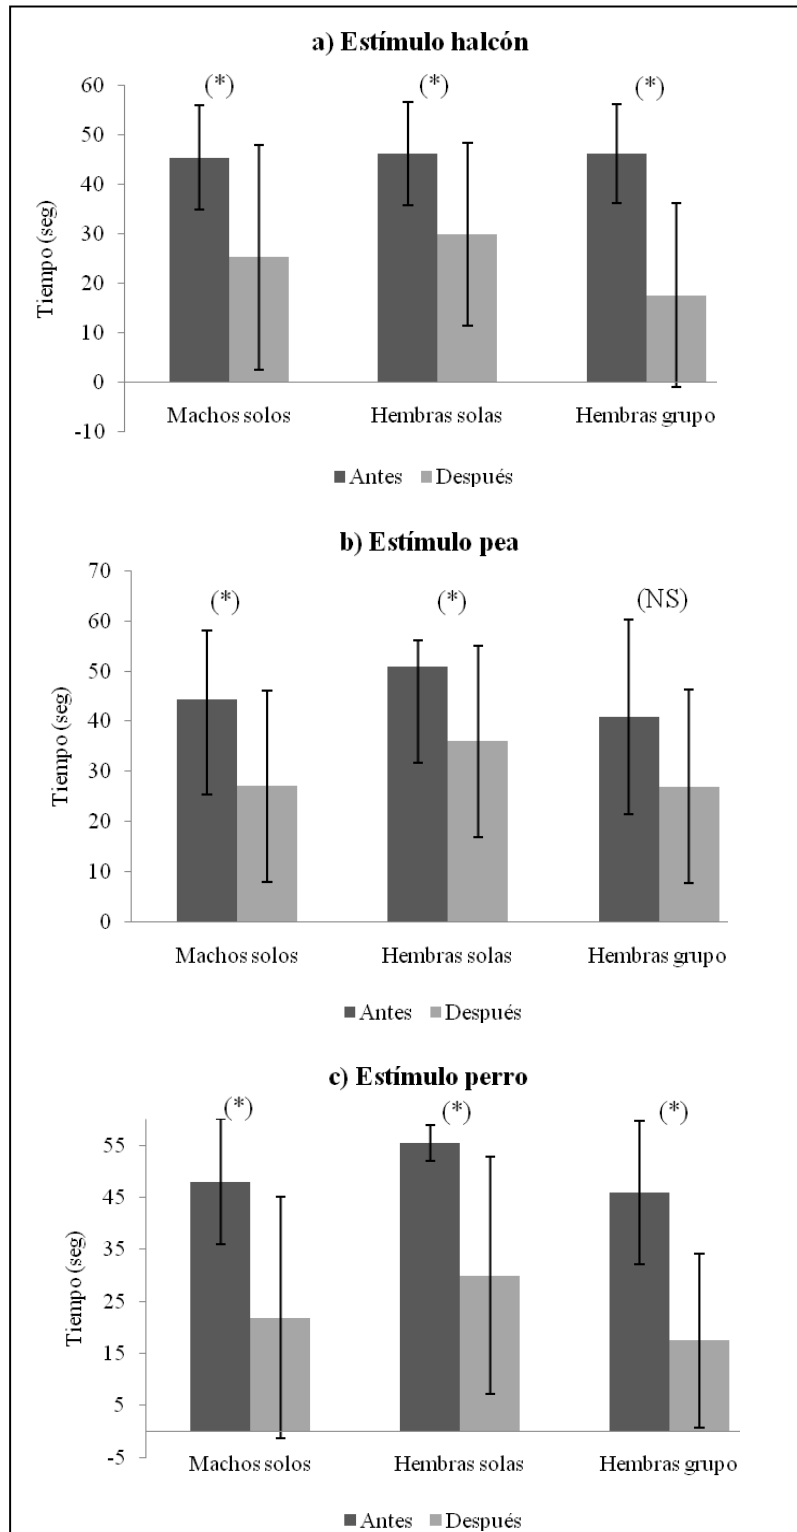 a) Estímulo halcón
(*) (*) (*)
60
50
40
30
20
10
0
-10
Tiempo (seg)
Machos solos Hembras solas Hembras grupo
Antes Después
b) Estímulo pea
(*) (*) (NS)
70
60
50
40
30
20
10
0
Tiempo (seg)
Machos solos Hembras solas Hembras grupo
Antes Después
c) Estímulo perro
(*) (*) (*)
55
45
35
25
15
5
-5
Tiempo (seg)
Machos solos Hembras solas Hembras grupo
Antes Después